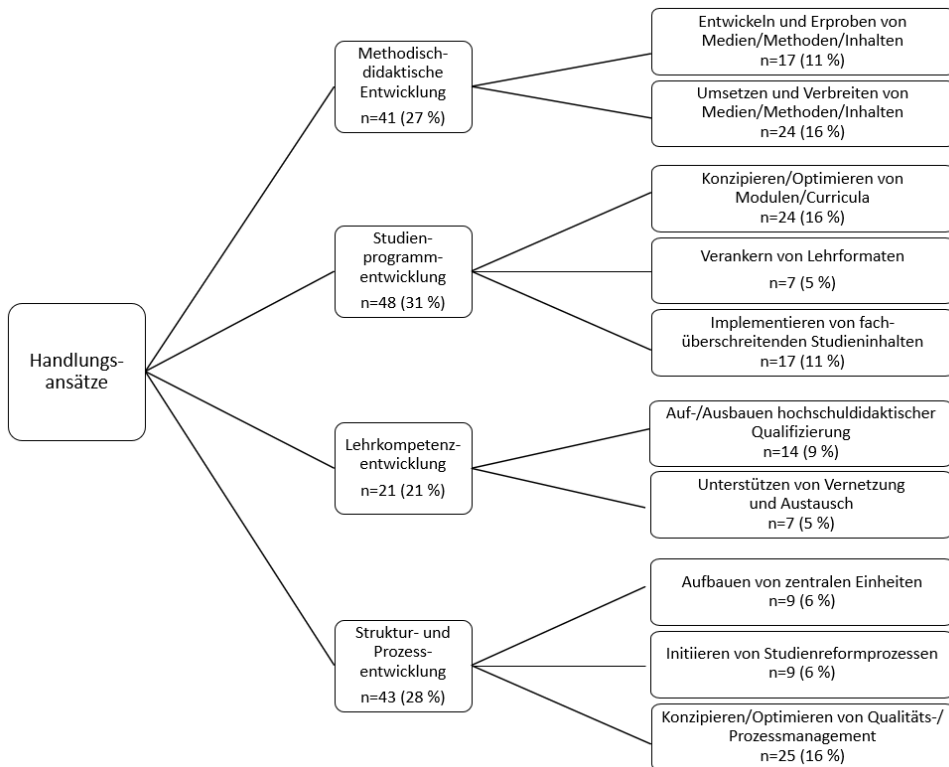 Handlungs-
ansätze
Methodisch-
didaktische
Entwicklung
n=41 (27 %)
Entwickeln und Erproben von
Medien/Methoden/Inhalten
n=17 (11 %)
Umsetzen und Verbreiten von
Medien/Methoden/Inhalten
n=24 (16 %)
Studien-
programm-
entwicklung
n=48 (31 %)
Konzipieren/Optimieren von
Modulen/Curricula
n=24 (16 %)
Verankern von Lehrformaten
n=7 (5 %)
Implementieren von fach-
überschreitenden Studieninhalten
n=17 (11 %)
Lehrkompetenz-
entwicklung
n=21 (21 %)
Auf-/Ausbauen hochschuldidaktischer
Qualifizierung
n=14 (9 %)
Unterstützen von Vernetzung
und Austausch
n=7 (5 %)
Struktur- und
Prozess-
entwicklung
n=43 (28 %)
Aufbauen von zentralen Einheiten
n=9 (6 %)
Initiieren von Studienreformprozessen
n=9 (6 %)
Konzipieren/Optimieren von Qualitäts-/
Prozessmanagement
n=25 (16 %)